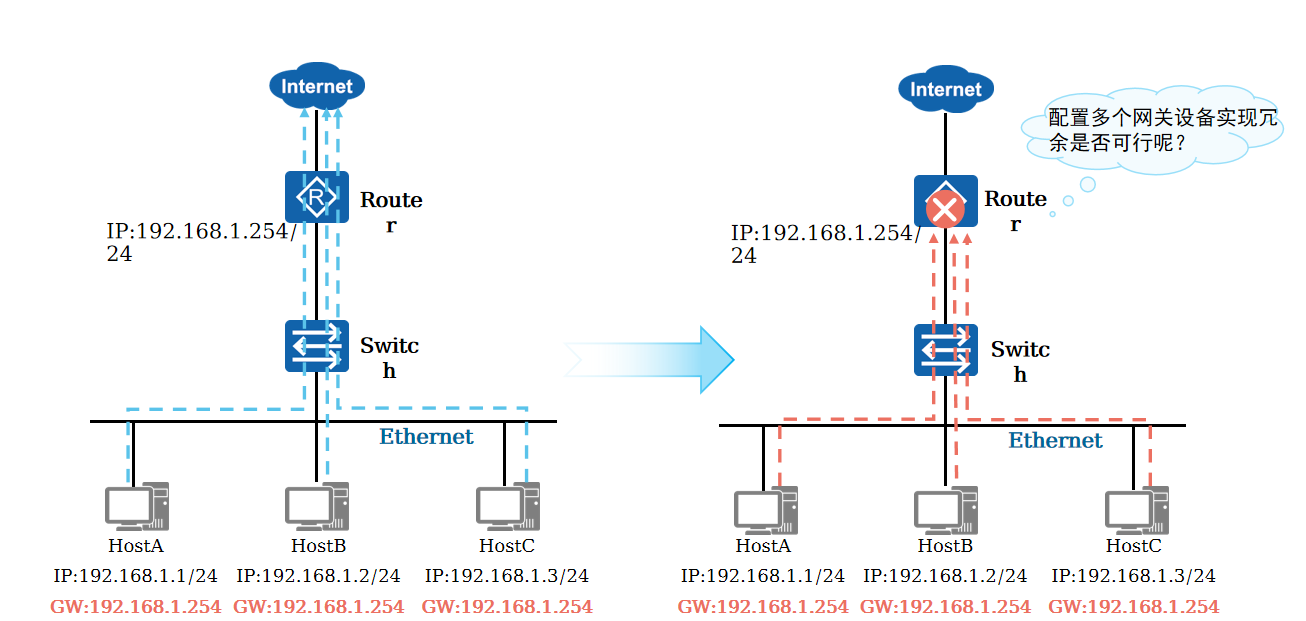 Internet
Route
r
IP:192.168.1.254/
24
Switc
h
Ethernet
HostA
HostB
HostC
IP:192.168.1.1/24
IP:192.168.1.2/24
IP:192.168.1.3/24
GW:192.168.1.254
GW:192.168.1.254
GW:192.168.1.254
Internet
配置多个网关设备实现冗
余是否可行呢?
Route
r
IP:192.168.1.254/
24
Switc
h
Ethernet
HostA
HostB
HostC
IP:192.168.1.1/24
IP:192.168.1.2/24
IP:192.168.1.3/24
GW:192.168.1.254
GW:192.168.1.254
GW:192.168.1.254
R